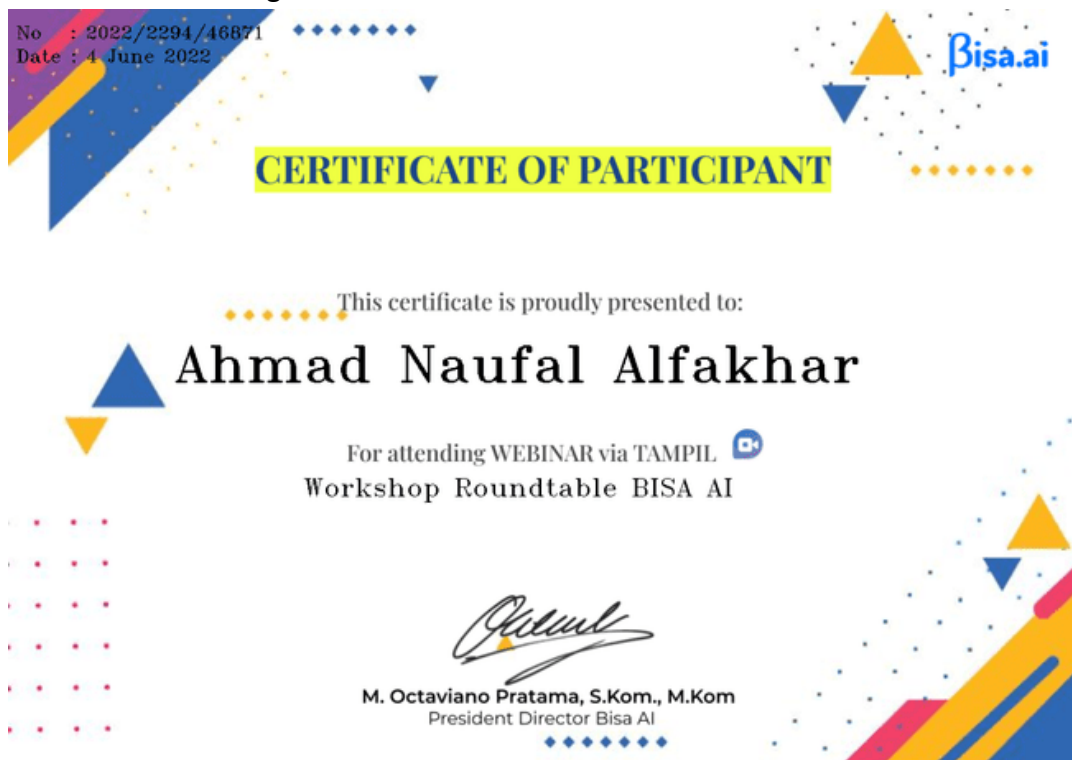 No : 2022/2294/46871
Date : 4 June 2022
βisa.ai
CERTIFICATE OF PARTICIPANT
This certificate is proudly presented to:
Ahmad Naufal Alfakhar
For attending WEBINAR via TAMPIL
Workshop Roundtable BISA AI
M. Octaviano Pratama, S.Kom., M.Kom
President Director Bisa AI